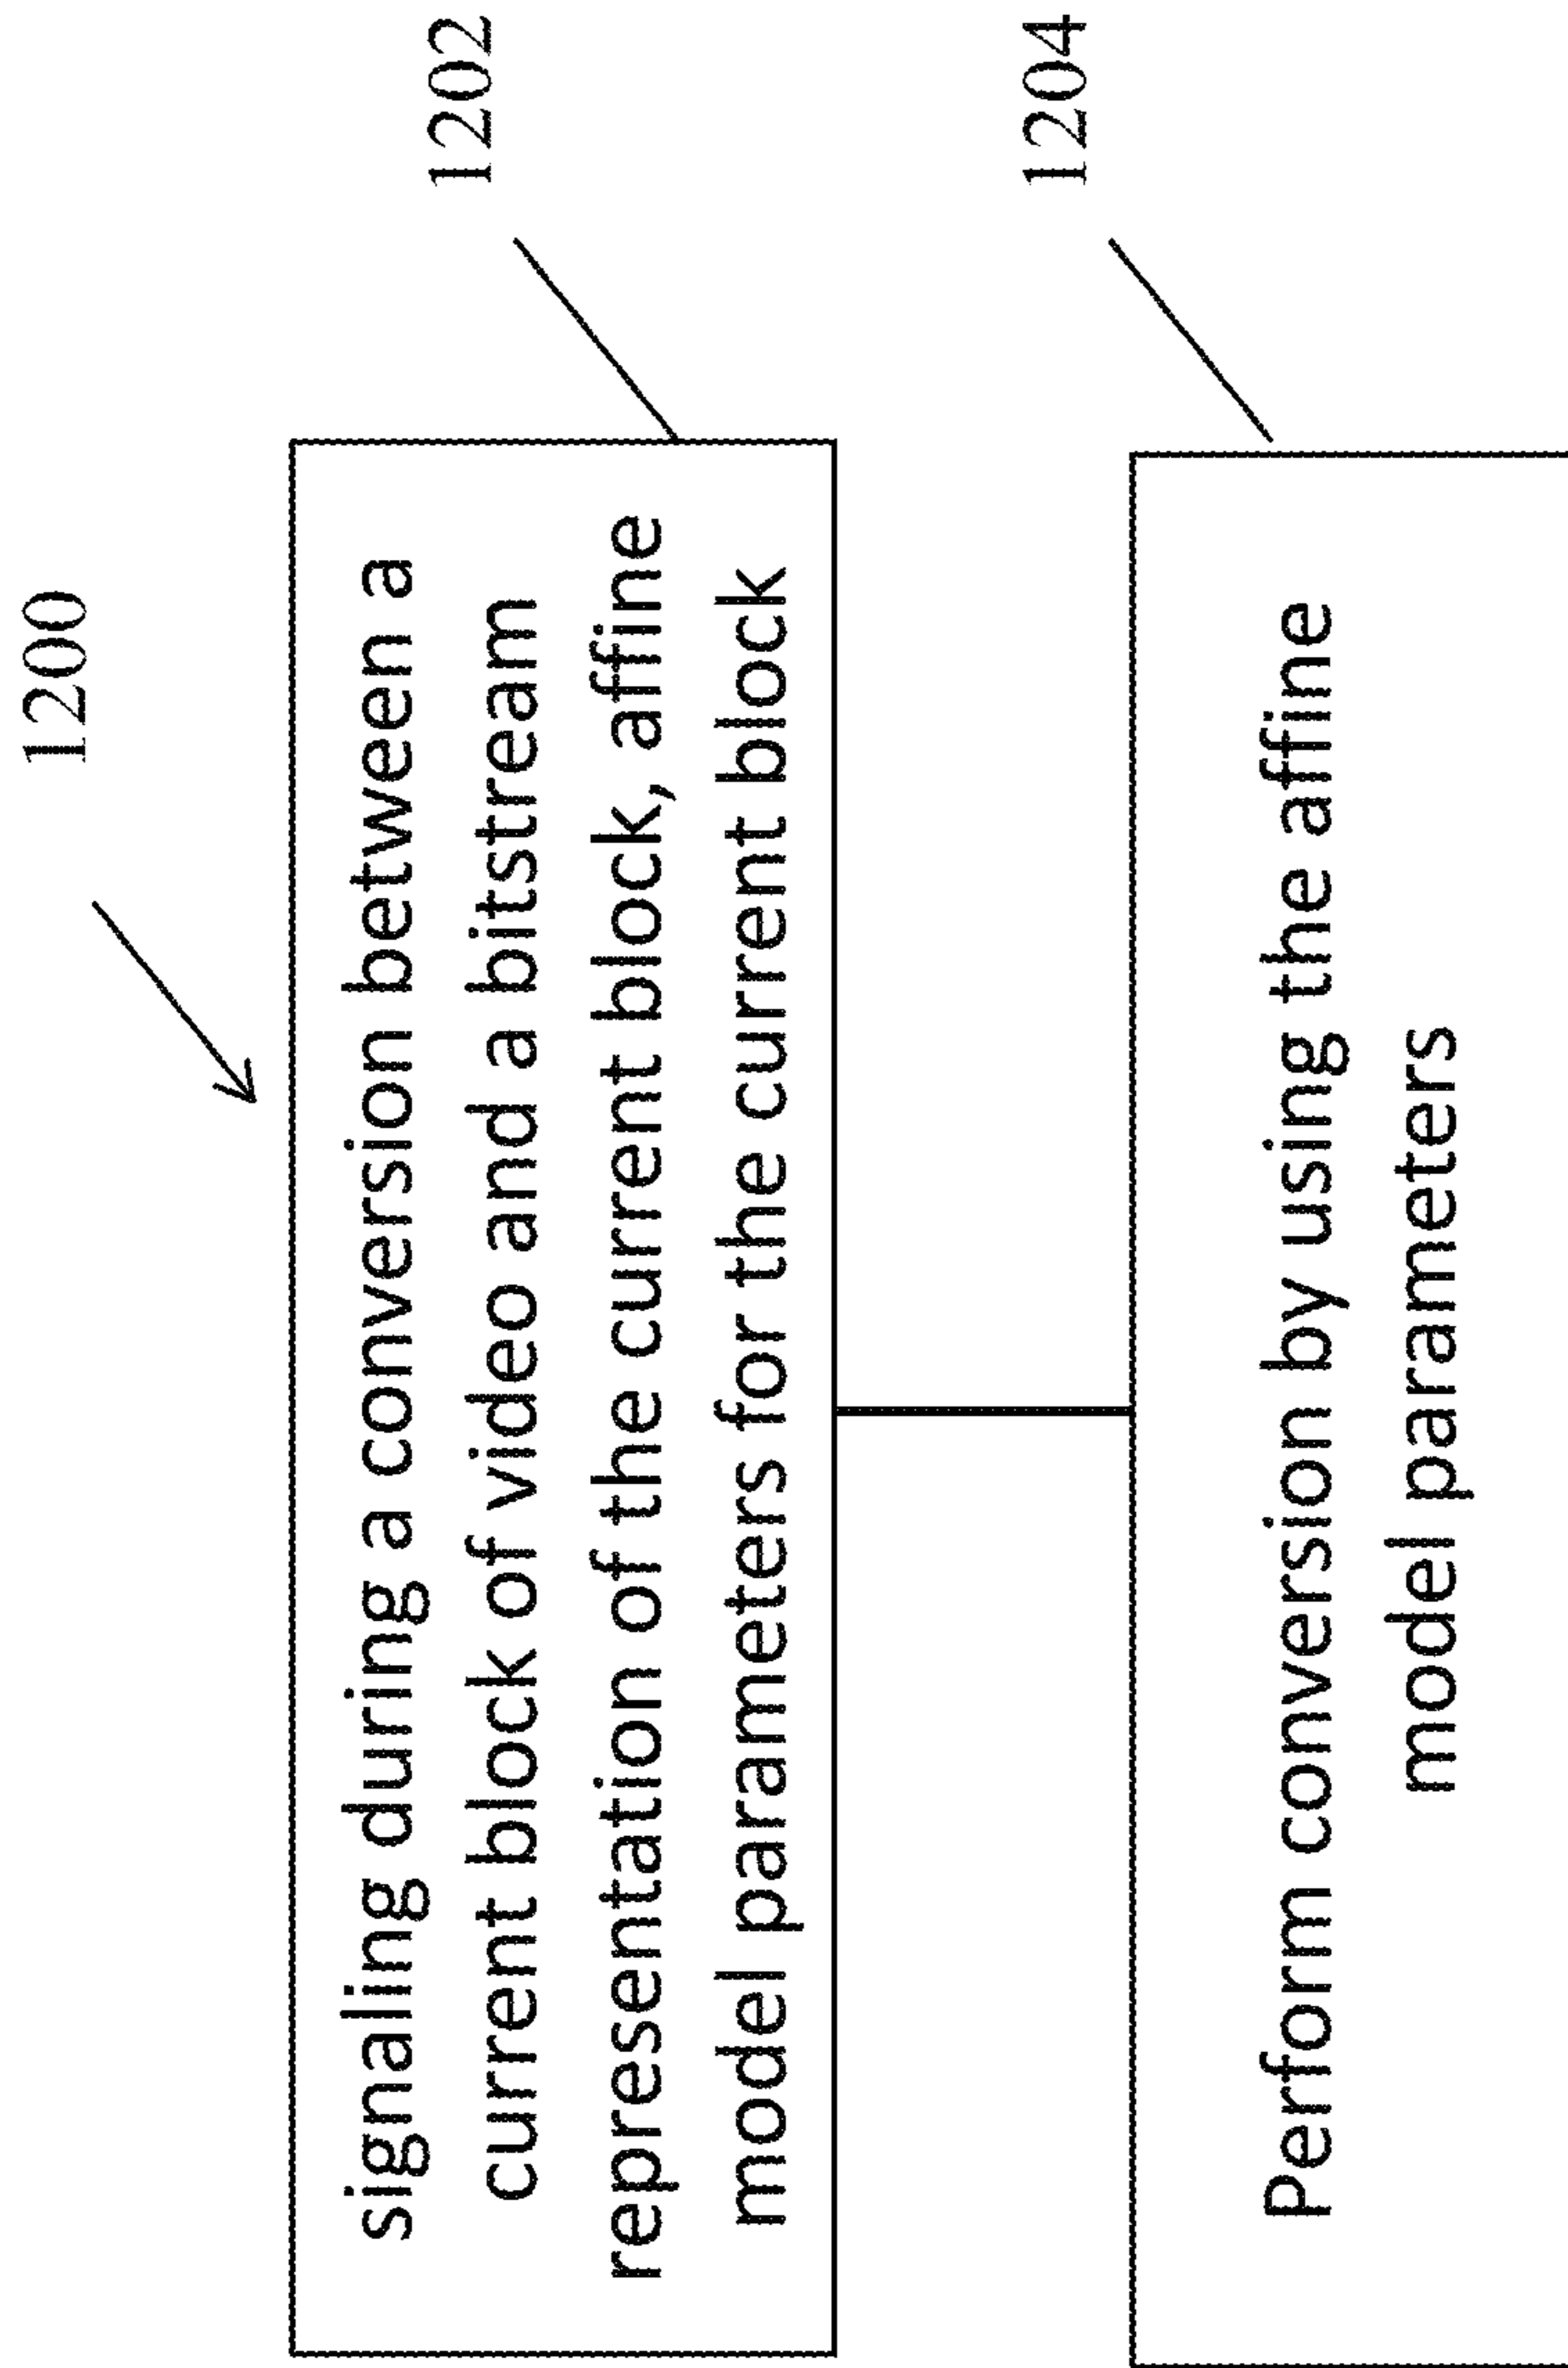 1200
signaling during a conversion between a
current block of video and a bitstream
representation of the current block, affine
model parameters for the current block
1202
Perform conversion by using the affine
model parameters
1204